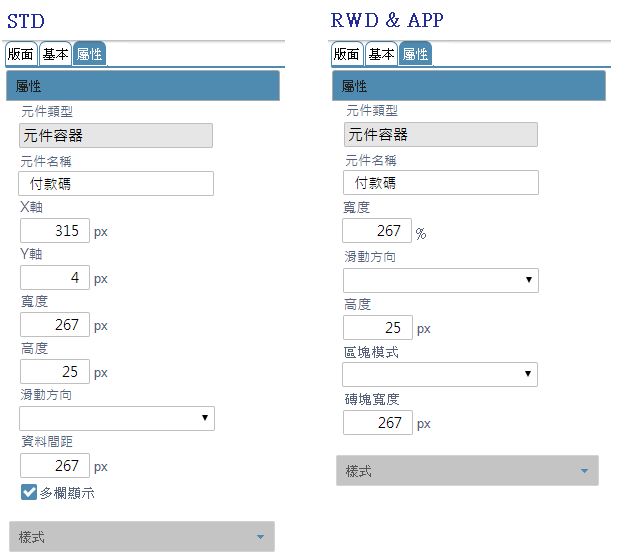 STD
版面 基本 屬性
屬性
元件類型
元件容器
元件名稱
付款碼
X軸
315 px
Y軸
4 px
寬度
267 px
高度
25 px
滑動方向
資料間距
267 px
多欄顯示
樣式
RWD & APP
版面 基本 屬性
屬性
元件類型
元件容器
元件名稱
付款碼
寬度
267 %
滑動方向
高度
25 px
區塊模式
磚塊寬度
267 px
樣式